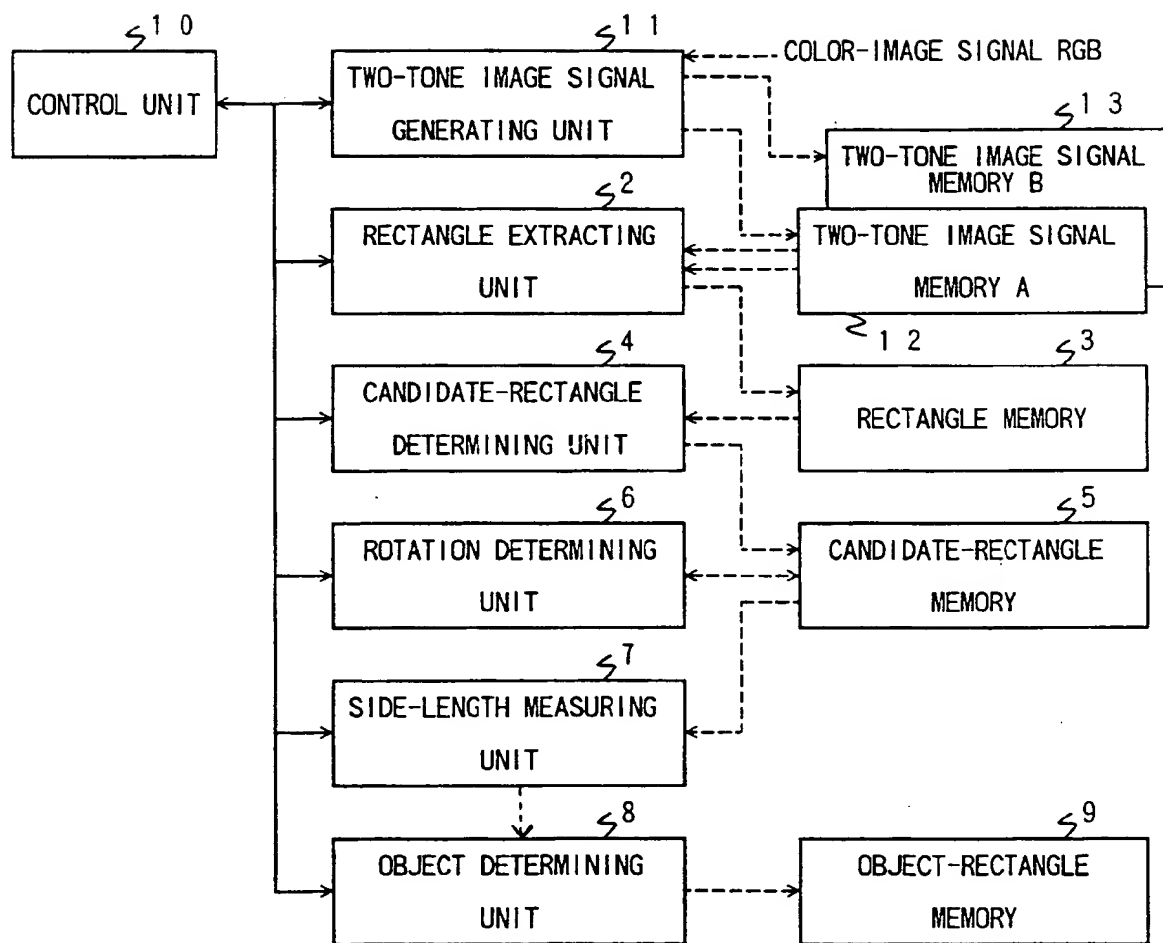 10
CONTROL UNIT
11
TWO-TONE IMAGE SIGNAL
GENERATING UNIT
COLOR-IMAGE SIGNAL RGB
13
TWO-TONE IMAGE SIGNAL
MEMORY B
2
RECTANGLE EXTRACTING
UNIT
TWO-TONE IMAGE SIGNAL
MEMORY A
12
4
CANDIDATE-RECTANGLE
DETERMINING UNIT
3
RECTANGLE MEMORY
6
ROTATION DETERMINING
UNIT
5
CANDIDATE-RECTANGLE
MEMORY
7
SIDE-LENGTH MEASURING
UNIT
8
OBJECT DETERMINING
UNIT
9
OBJECT-RECTANGLE
MEMORY